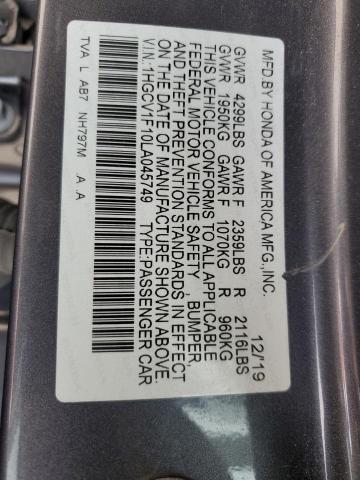 MFD.BY HONDA OF AMERICA MFG.,INC. 12/19
GVWR 4299LBS GAWR F 2359LBS R 2116LBS
GVWR 1950KG GAWR F 1070KG R 960KG
THIS VEHICLE CONFORMS TO ALL APPLICABLE
FEDERAL MOTOR VEHICLE SAFETY , BUMPER,
AND THEFT PREVENTION STANDARDS IN EFFECT
ON THE DATE OF MANUFACTURE SHOWN ABOVE.
V.I.N.:1HGCV1F10LA045749 TYPE:PASSENGER CAR
TVA L AB7 NH797M .A .A